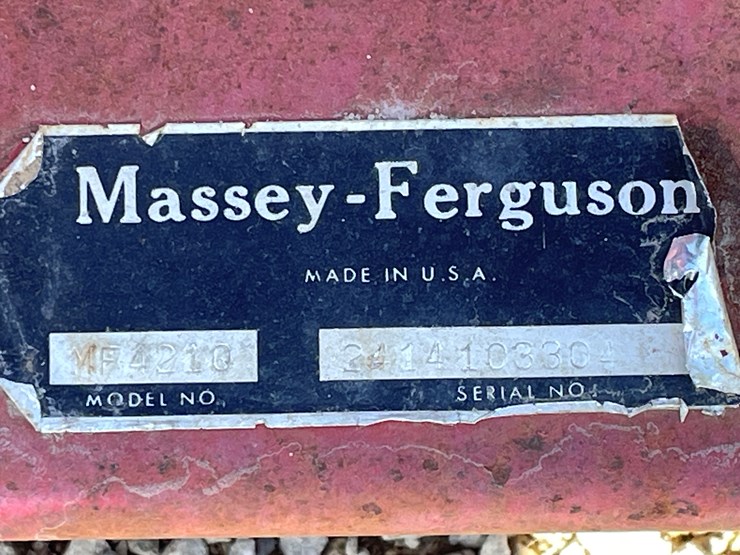 Massey-Ferguson
MADE IN U.S.A.
MF4210
MODEL NO.
SERIAL NO.